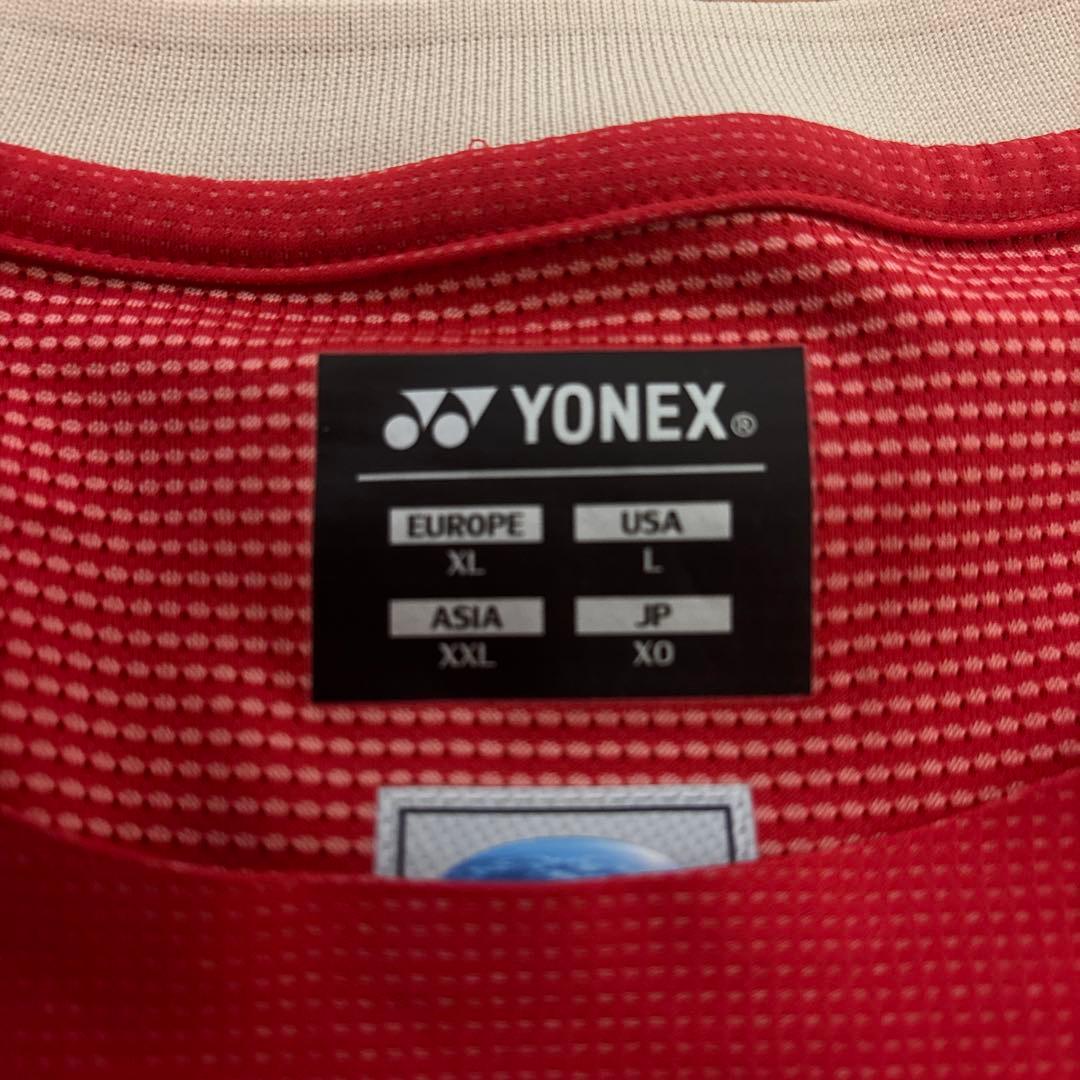 YONEX®
EUROPE USA
XL L
ASIA JP
XXL XO